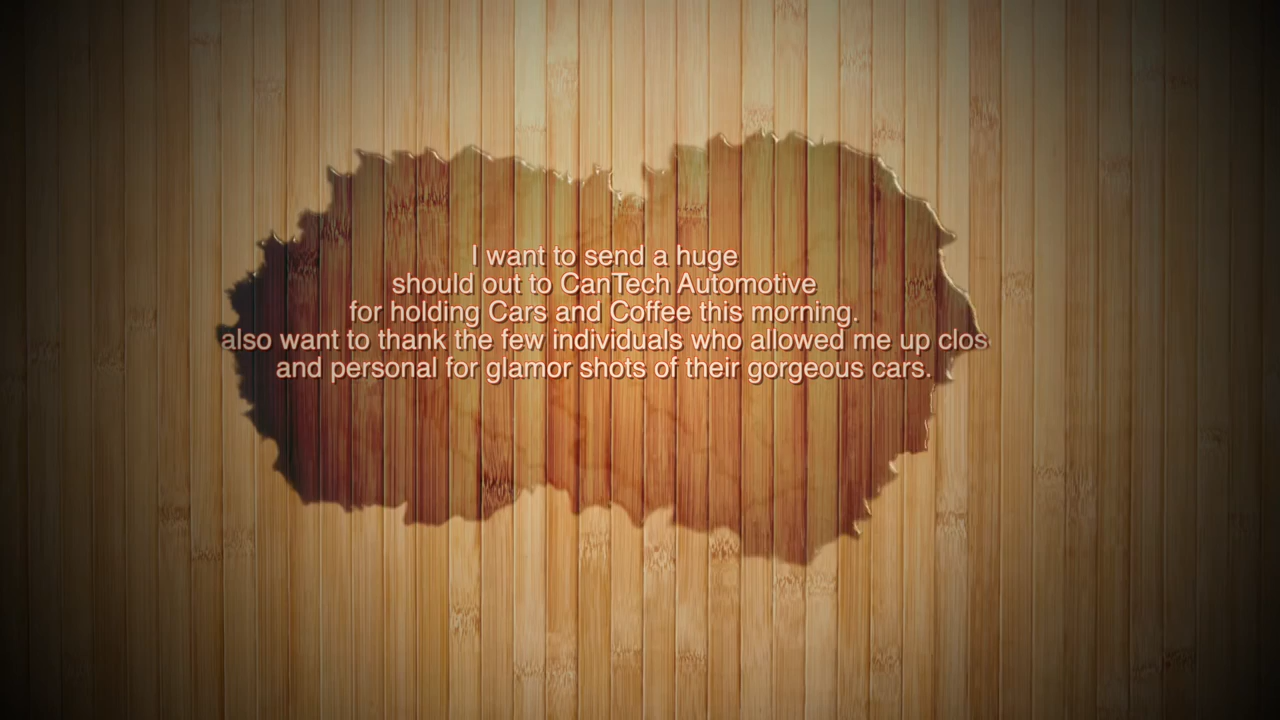 I want to send a huge
should out to CanTech Automotive
for holding Cars and Coffee this morning.
also want to thank the few individuals who allowed me up clos
and personal for glamor shots of their gorgeous cars.